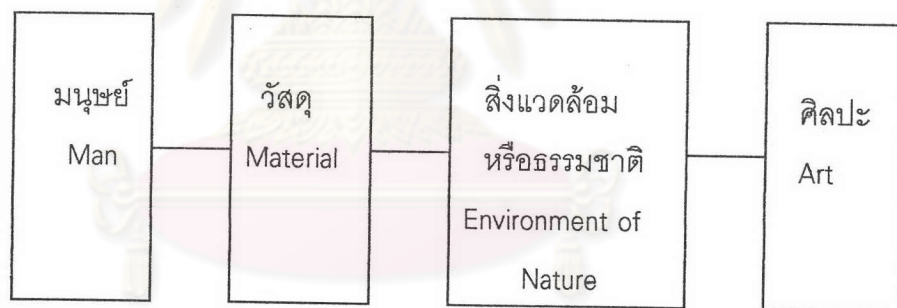 มนุษย์
Man
วัสดุ
Material
สิ่งแวดล้อม
หรือธรรมชาติ
Environment of
Nature
ศิลปะ
Art